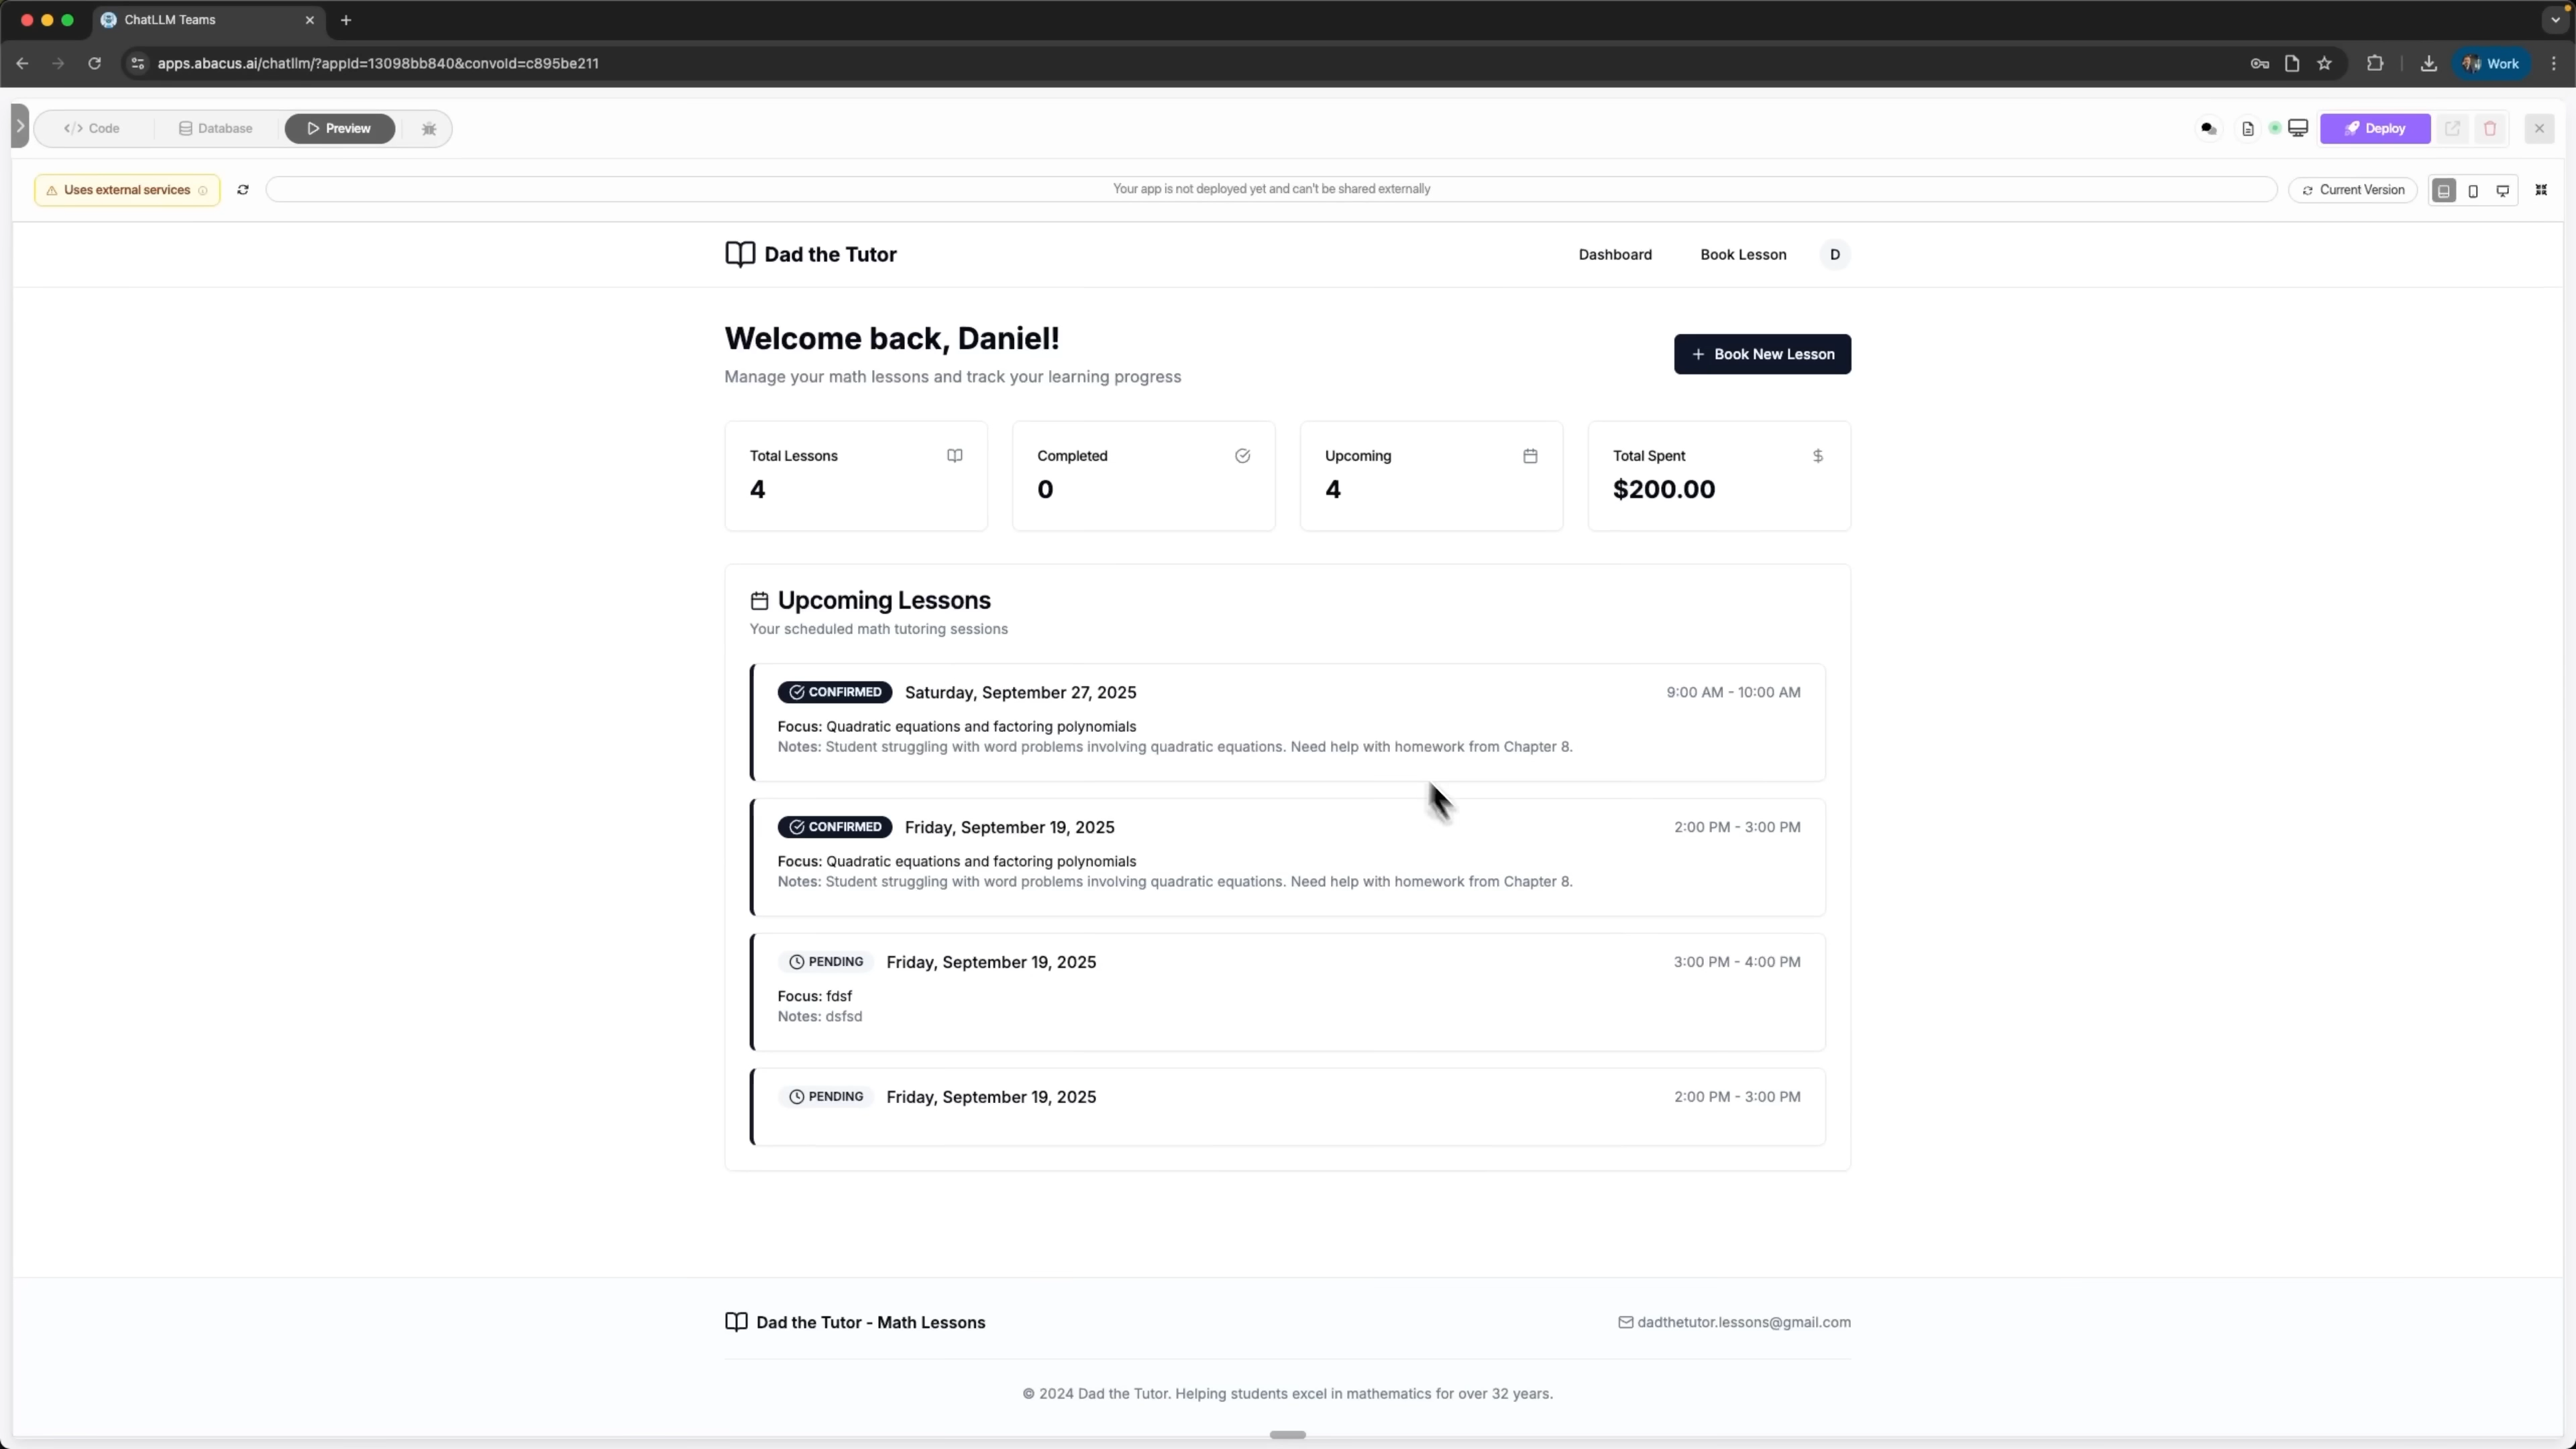 ChatLLM Teams
apps.abacus.ai/chatllm/?appId=13098bb840&convoId=c895be211
Work
Code
Database
Preview
Deploy
Uses external services
Your app is not deployed yet and can't be shared externally
Current Version
Dad the Tutor
Dashboard
Book Lesson
D
Welcome back, Daniel!
Manage your math lessons and track your learning progress
+ Book New Lesson
Total Lessons
4
Completed
0
Upcoming
4
Total Spent
$
$200.00
Upcoming Lessons
Your scheduled math tutoring sessions
CONFIRMED Saturday, September 27, 2025 9:00 AM - 10:00 AM
Focus: Quadratic equations and factoring polynomials
Notes: Student struggling with word problems involving quadratic equations. Need help with homework from Chapter 8.
CONFIRMED Friday, September 19, 2025 2:00 PM - 3:00 PM
Focus: Quadratic equations and factoring polynomials
Notes: Student struggling with word problems involving quadratic equations. Need help with homework from Chapter 8.
PENDING Friday, September 19, 2025 3:00 PM - 4:00 PM
Focus: fdsf
Notes: dsfsd
PENDING Friday, September 19, 2025 2:00 PM - 3:00 PM
Dad the Tutor - Math Lessons
dadthetutor.lessons@gmail.com
© 2024 Dad the Tutor. Helping students excel in mathematics for over 32 years.